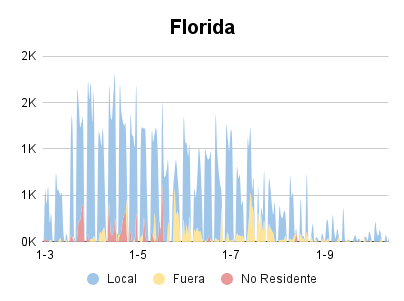 Florida
2K
2K
1K
1K
0K
1-3 1-5 1-7 1-9
Local Fuera No Residente